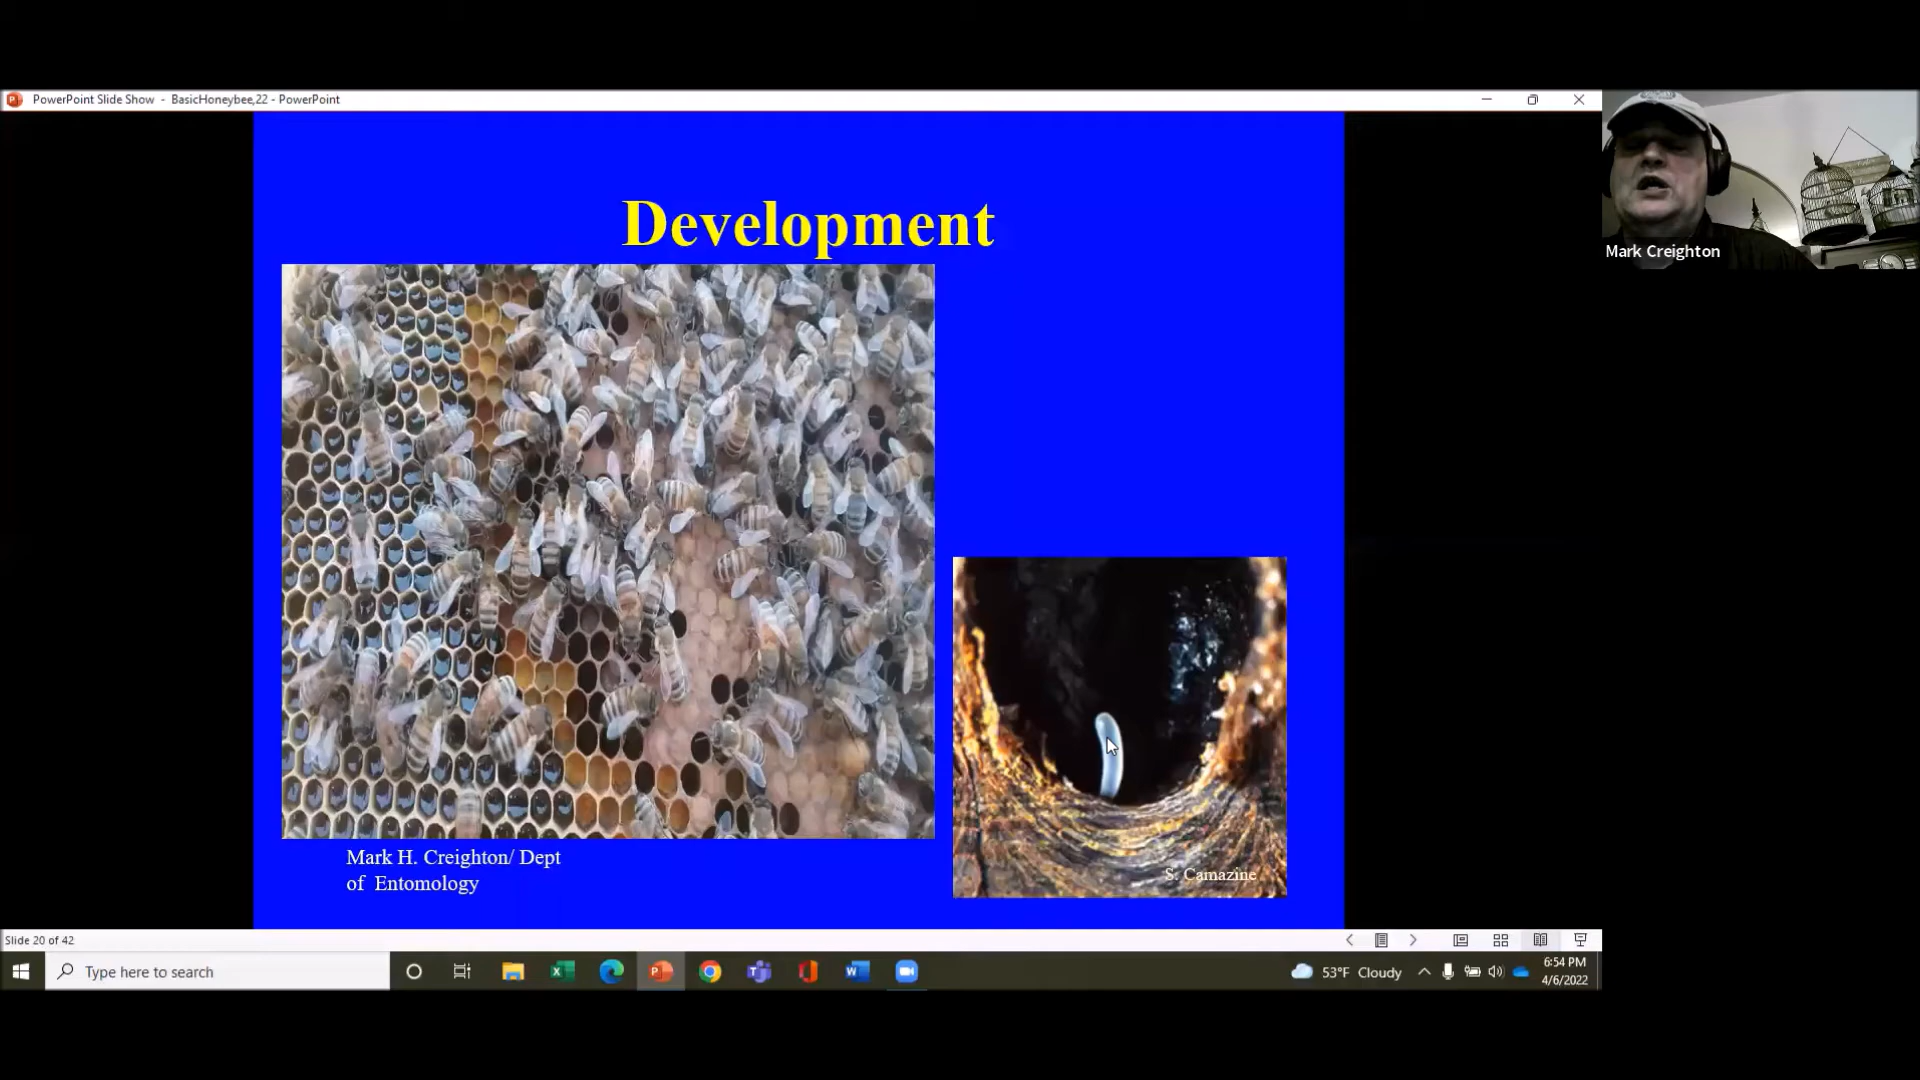 PowerPoint Slide Show - BasicHoneybee,22 - PowerPoint
Mark Creighton
Development
Mark H. Creighton/ Dept
of Entomology
S. Camazine
Slide 20 of 42
Type here to search
53°F Cloudy
6:54 PM
4/6/2022